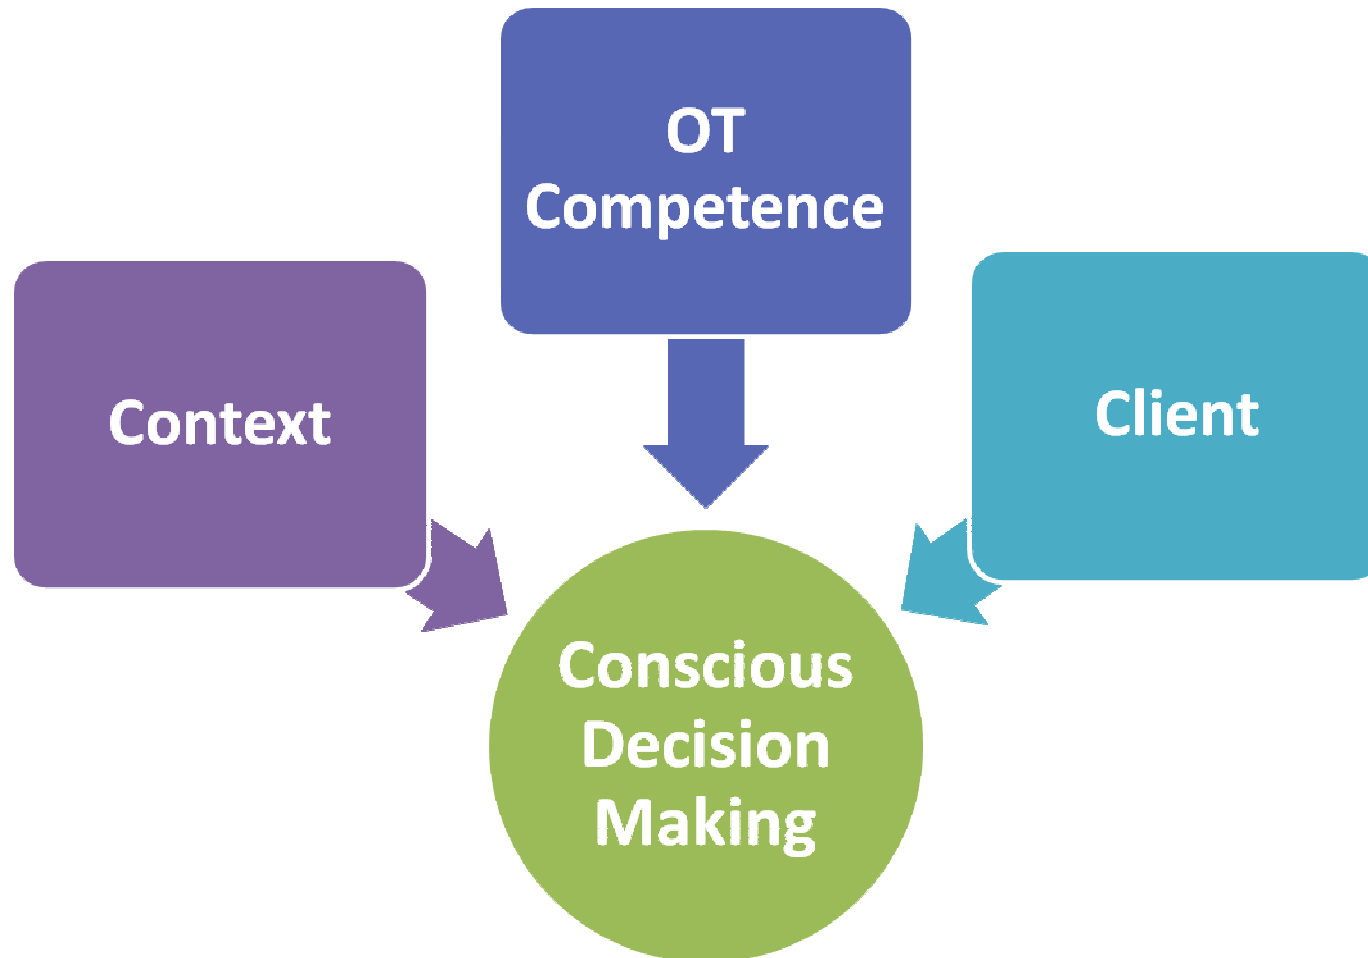 OT
Competence
Context
Client
Conscious
Decision
Making